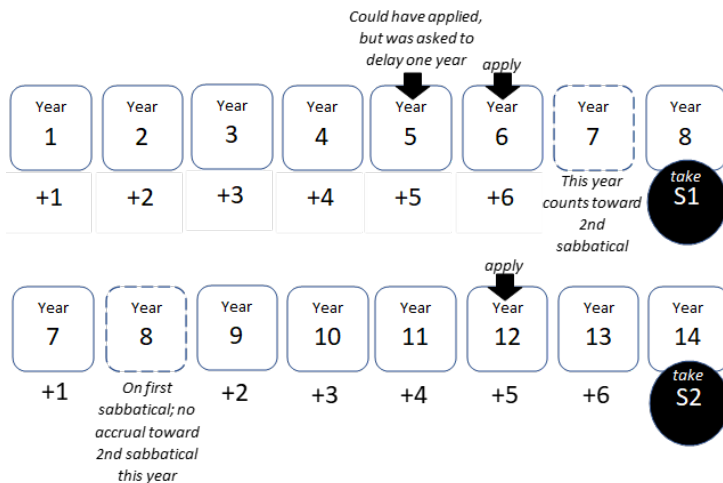 Could have applied,
but was asked to
delay one year
apply
Year Year Year Year Year Year Year Year
1 2 3 4 5 6 7 8
+1 +2 +3 +4 +5 +6
This year
counts toward
2nd
sabbatical
take
S1
apply
Year Year Year Year Year Year Year Year
7 8 9 10 11 12 13 14
+1
On first
sabbatical; no
accrual toward
2nd sabbatical
this year
+2 +3 +4 +5 +6
take
S2